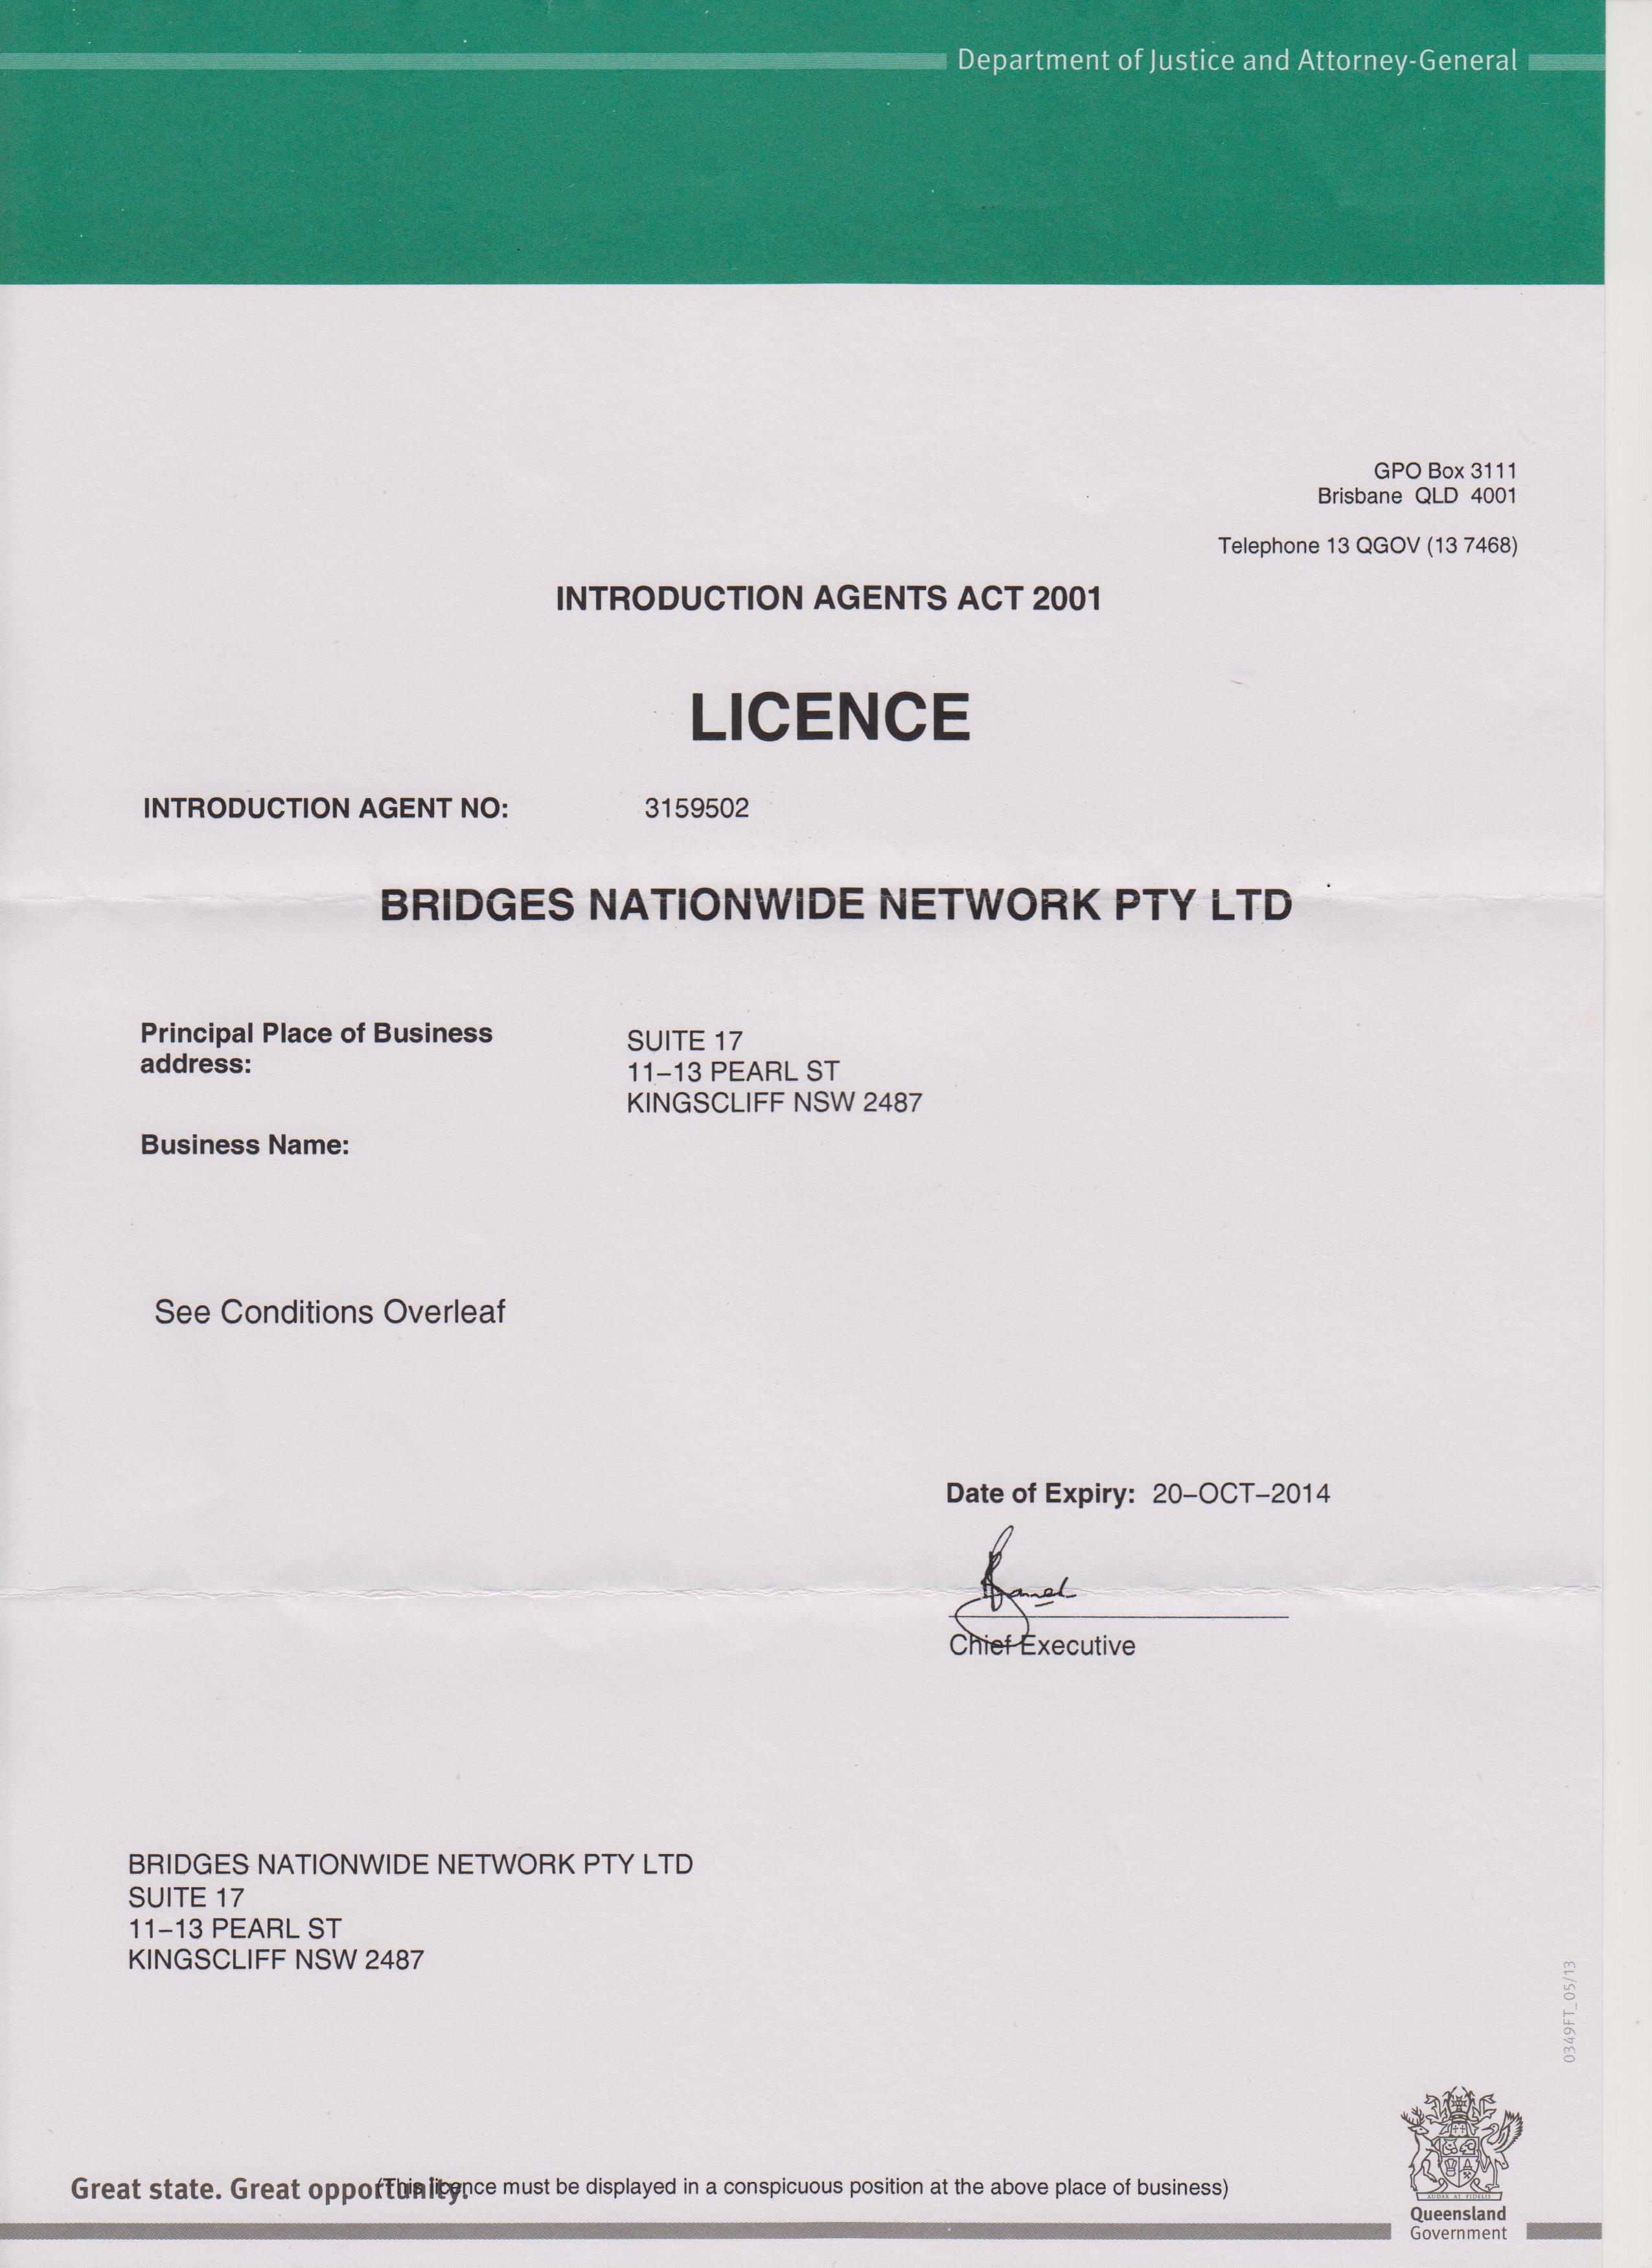 Department of Justice and Attorney-General
GPO Box 3111
Brisbane QLD 4001
Telephone 13 QGOV (13 7468)
INTRODUCTION AGENTS ACT 2001
LICENCE
INTRODUCTION AGENT NO: 3159502
BRIDGES NATIONWIDE NETWORK PTY LTD
Principal Place of Business
address:
SUITE 17
11–13 PEARL ST
KINGSCLIFF NSW 2487
Business Name:
See Conditions Overleaf
Date of Expiry: 20–OCT–2014
Chief Executive
BRIDGES NATIONWIDE NETWORK PTY LTD
SUITE 17
11–13 PEARL ST
KINGSCLIFF NSW 2487
0349FT_05/13
Great state. Great opportunity.
(This licence must be displayed in a conspicuous position at the above place of business)
AUDAX AT FIDELIS
Queensland
Government